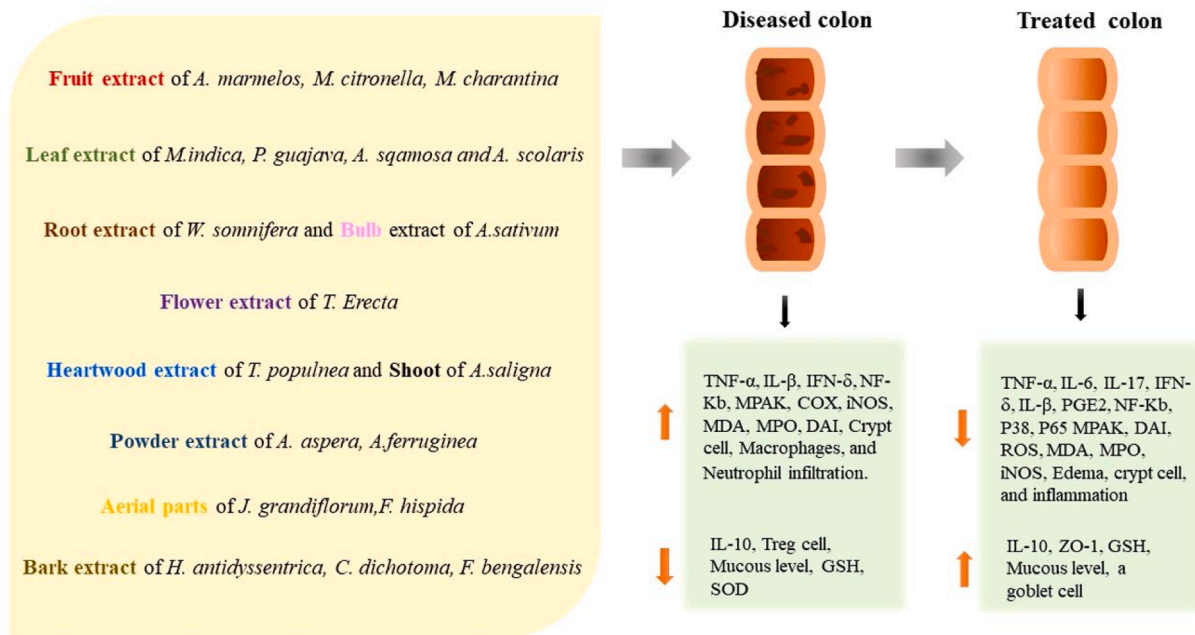 Fruit extract of A. marmelos, M. citronella, M. charantina
Leaf extract of M.indica, P. guajava, A. sqamosa and A. scolaris
Root extract of W. somnifera and Bulb extract of A.sativum
Flower extract of T. Erecta
Heartwood extract of T. populnea and Shoot of A.saligna
Powder extract of A. aspera, A.ferruginea
Aerial parts of J. grandiflorum,F. hispida
Bark extract of H. antidyssentrica, C. dichotoma, F. bengalensis
Diseased colon
TNF-α, IL-β, IFN-δ, NF-
Kb, MPAK, COX, iNOS,
MDA, MPO, DAI, Crypt
cell, Macrophages, and
Neutrophil infiltration.
IL-10, Treg cell,
Mucous level, GSH,
SOD
Treated colon
TNF-α, IL-6, IL-17, IFN-
δ, IL-β, PGE2, NF-Kb,
P38, P65 MPAK, DAI,
ROS, MDA, MPO,
iNOS, Edema, crypt cell,
and inflammation
IL-10, ZO-1, GSH,
Mucous level, a
goblet cell